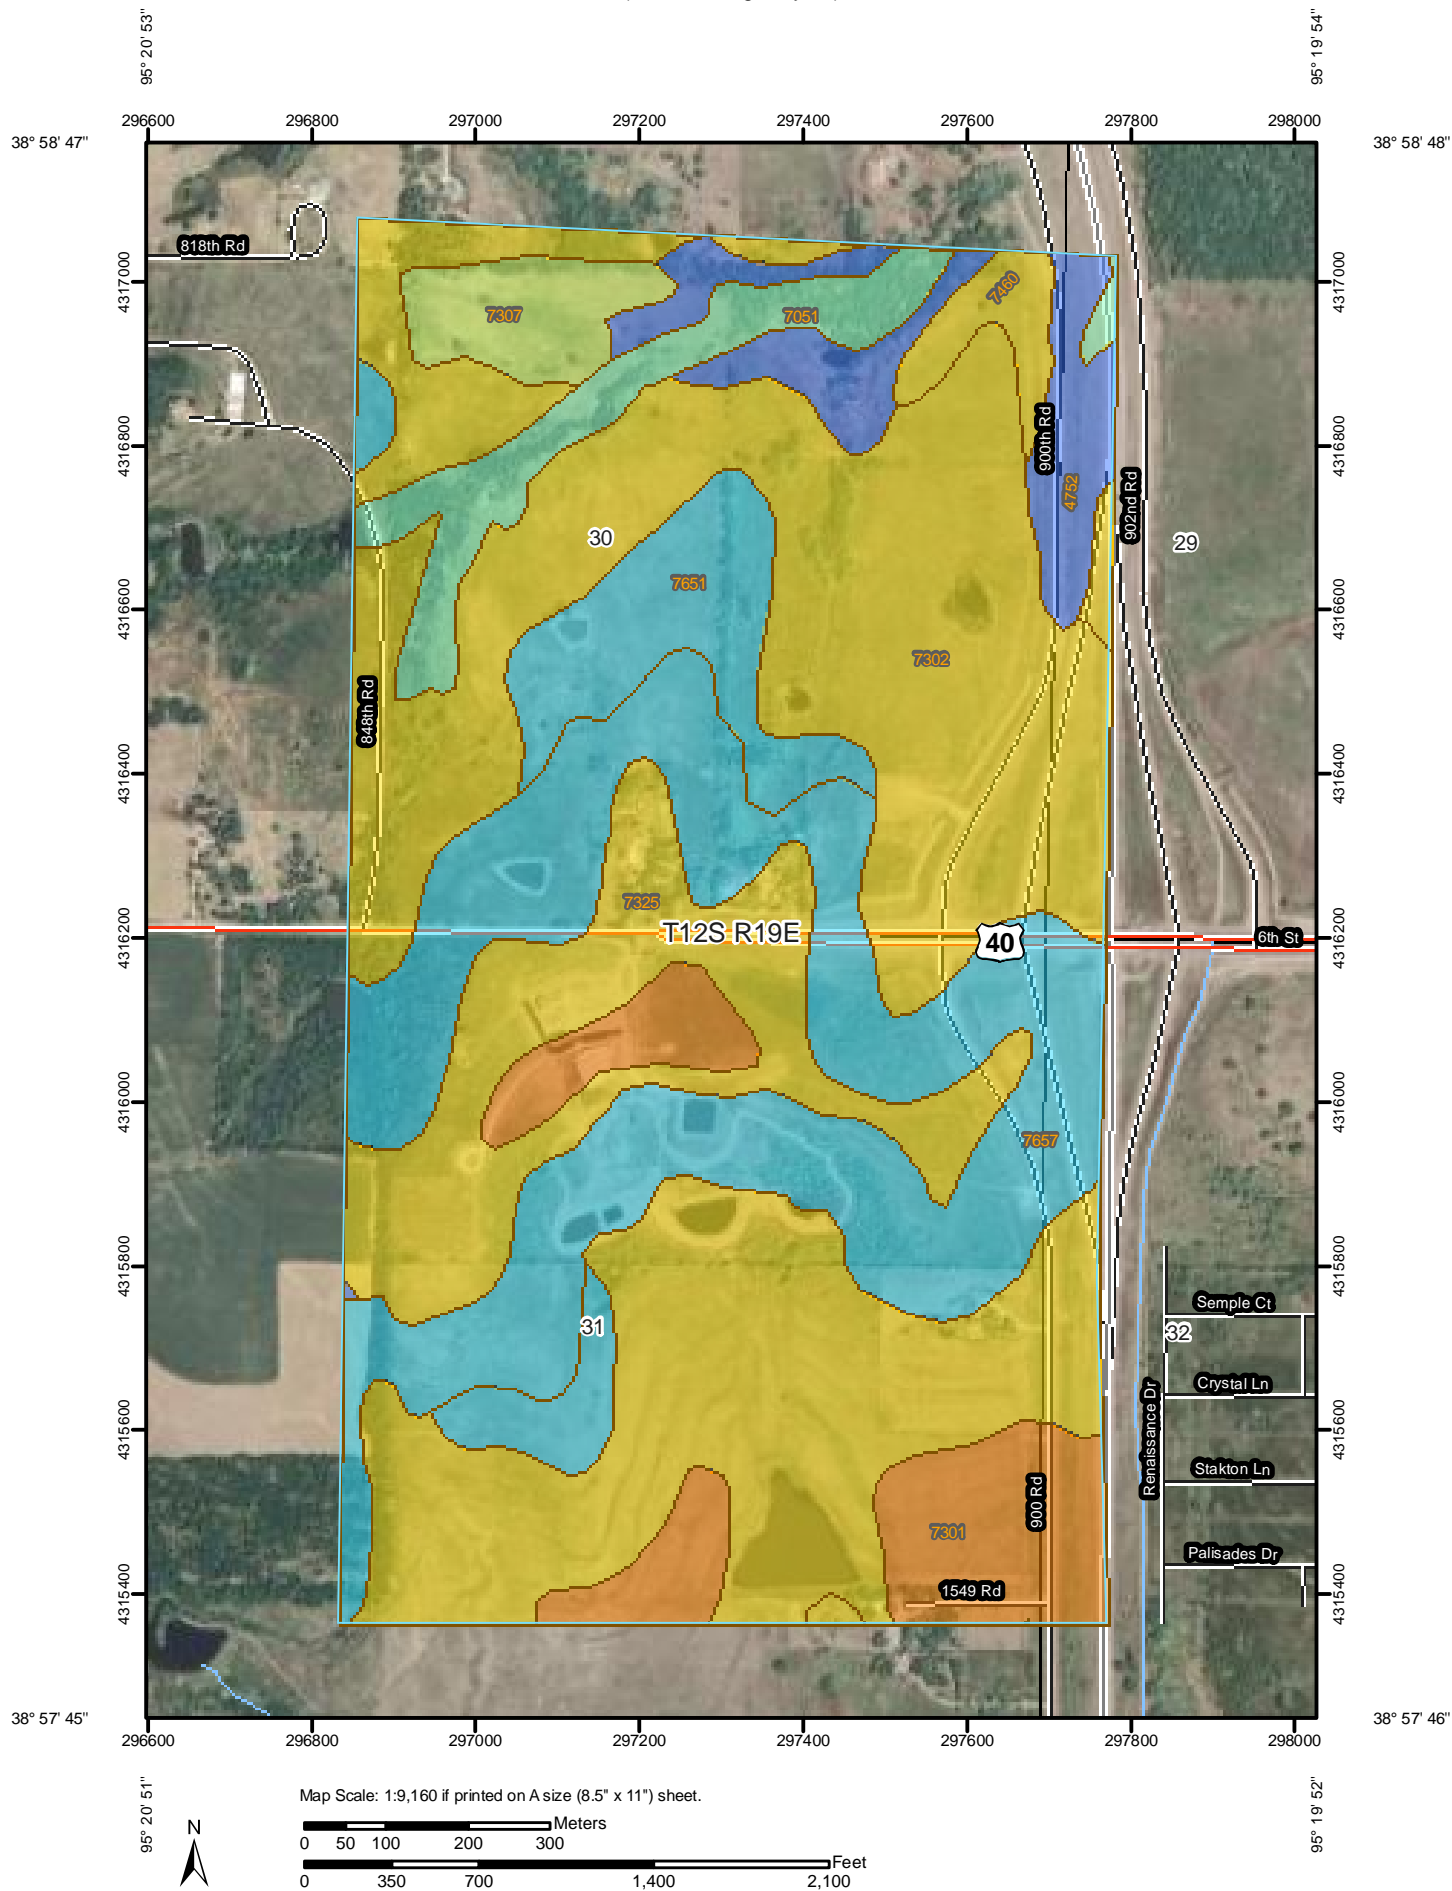 95° 20' 53"
95° 19' 54"
296600 296800 297000 297200 297400 297600 297800 298000
38° 58' 47"
38° 58' 48"
818th Rd
4317000
4317000
7307
7051
7460
4316800
900th Rd
4316800
4752
902nd Rd
30
29
7651
4316600
4316600
7302
848th Rd
4316400
4316400
7325
T12S R19E
40
6th St
4316200
4316200
4316000
4316000
7657
4315800
4315800
Semple Ct
31
32
Crystal Ln
Renaissance Dr
4315600
4315600
Stakton Ln
900 Rd
7301
Palisades Dr
1549 Rd
4315400
4315400
38° 57' 45"
38° 57' 46"
296600 296800 297000 297200 297400 297600 297800 298000
95° 20' 51"
95° 19' 52"
Map Scale: 1:9,160 if printed on A size (8.5" x 11") sheet.
N
Meters
0 50 100 200 300
Feet
0 350 700 1,400 2,100